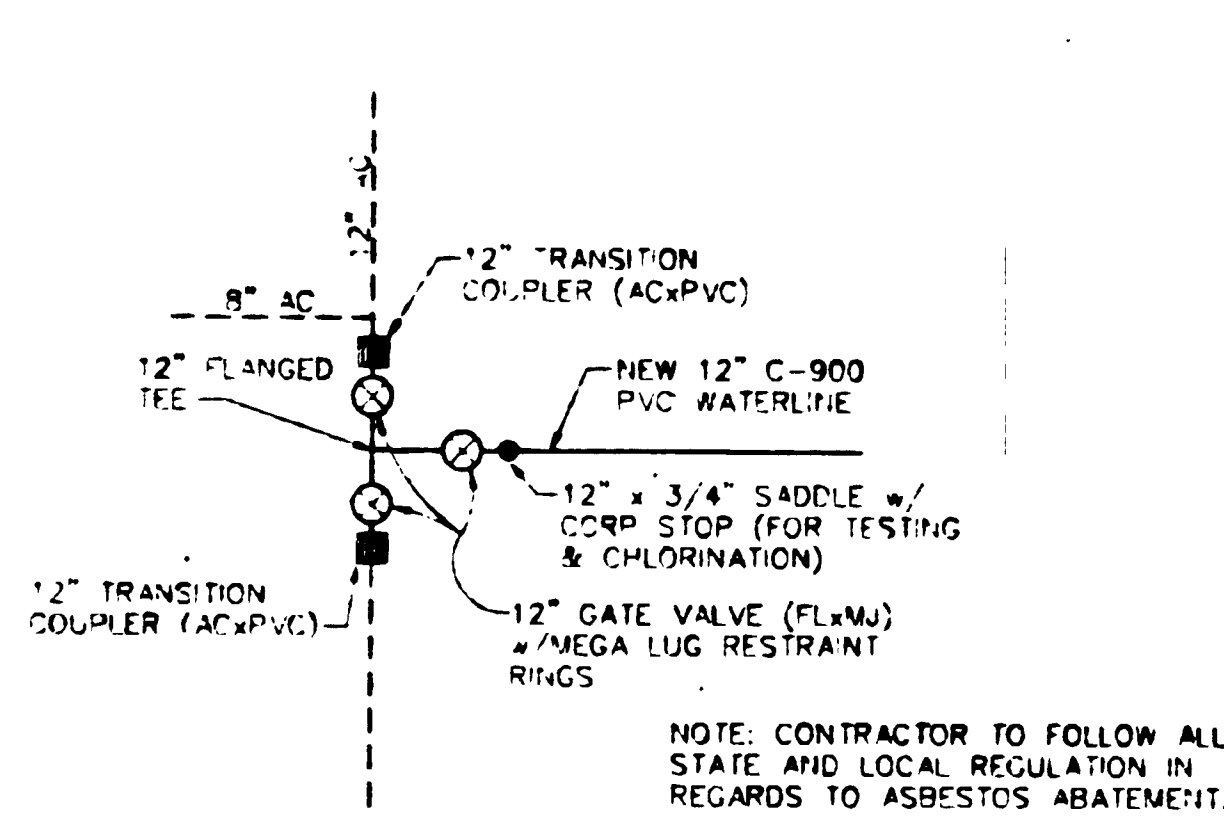 12" AC
12" TRANSITION
COUPLER (ACxPVC)
8" AC
12" FLANGED
TEE
NEW 12" C-900
PVC WATERLINE
12" x 3/4" SADDLE w/
CORP STOP (FOR TESTING
& CHLORINATION)
12" TRANSITION
COUPLER (ACxPVC)
12" GATE VALVE (FLxMJ)
w/MEGA LUG RESTRAINT
RINGS
NOTE: CONTRACTOR TO FOLLOW ALL
STATE AND LOCAL REGULATION IN
REGARDS TO ASBESTOS ABATEMENT.